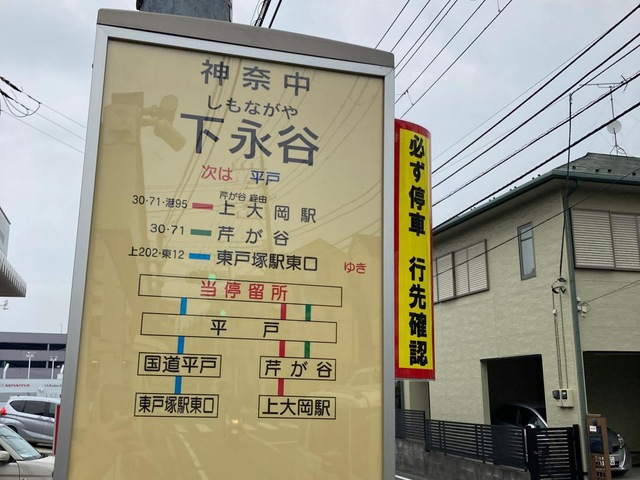 神奈中
しもながや
下永谷
次は 平戸
30・71・港95 芹が谷 経由 上大岡駅
30・71 芹が谷
上202・東12 東戸塚駅東口 ゆき
当停留所
平戸
国道平戸 芹が谷
東戸塚駅東口 上大岡駅
必ず停車 行先確認
HONDA